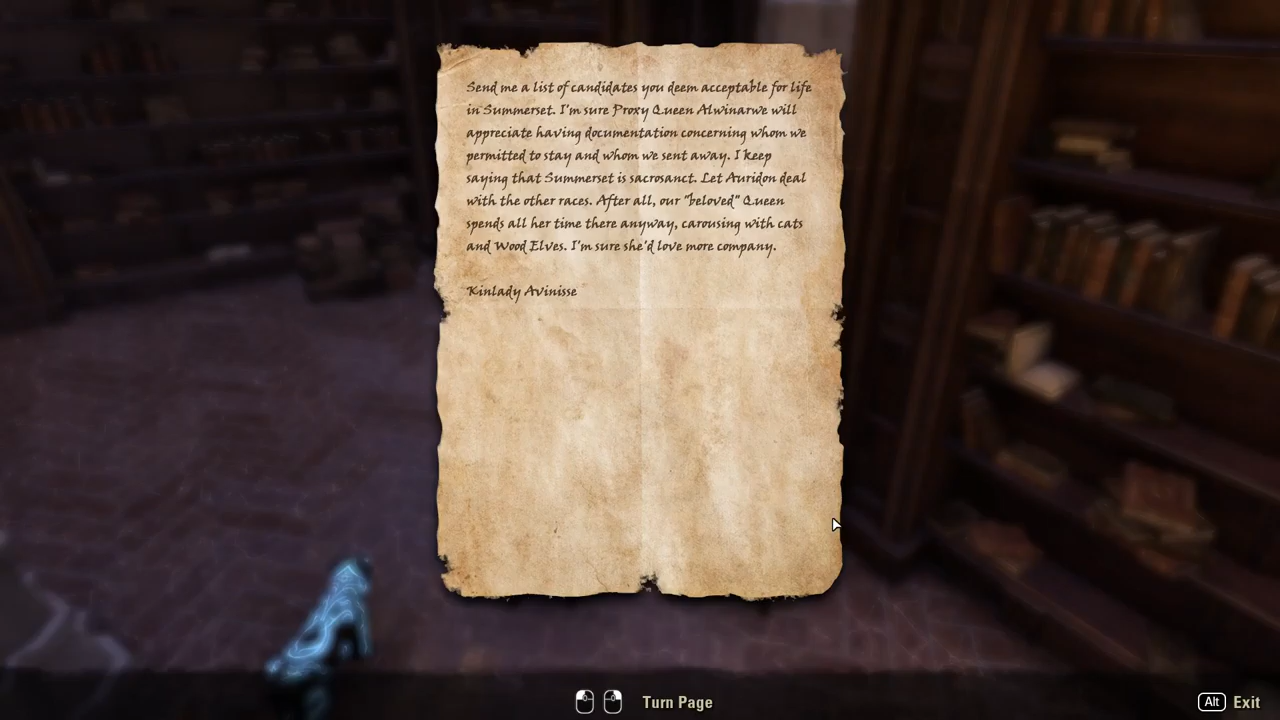 Send me a list of candidates you deem acceptable for life
in Summerset. I'm sure Proxy Queen Alwinarwe will
appreciate having documentation concerning whom we
permitted to stay and whom we sent away. I keep
saying that Summerset is sacrosanct. Let Auridon deal
with the other races. After all, our "beloved" Queen
spends all her time there anyway, carousing with cats
and Wood Elves. I'm sure she'd love more company.
Kinlady Avinisse
Turn Page
Alt Exit